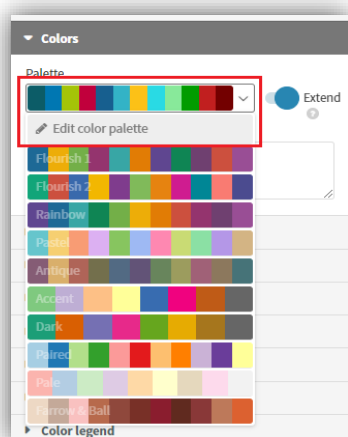 Colors
Palette
Extend
Edit color palette
Flourish 1
Flourish 2
Rainbow
Pastel
Antique
Accent
Dark
Paired
Pale
Farrow & Ball
Color legend